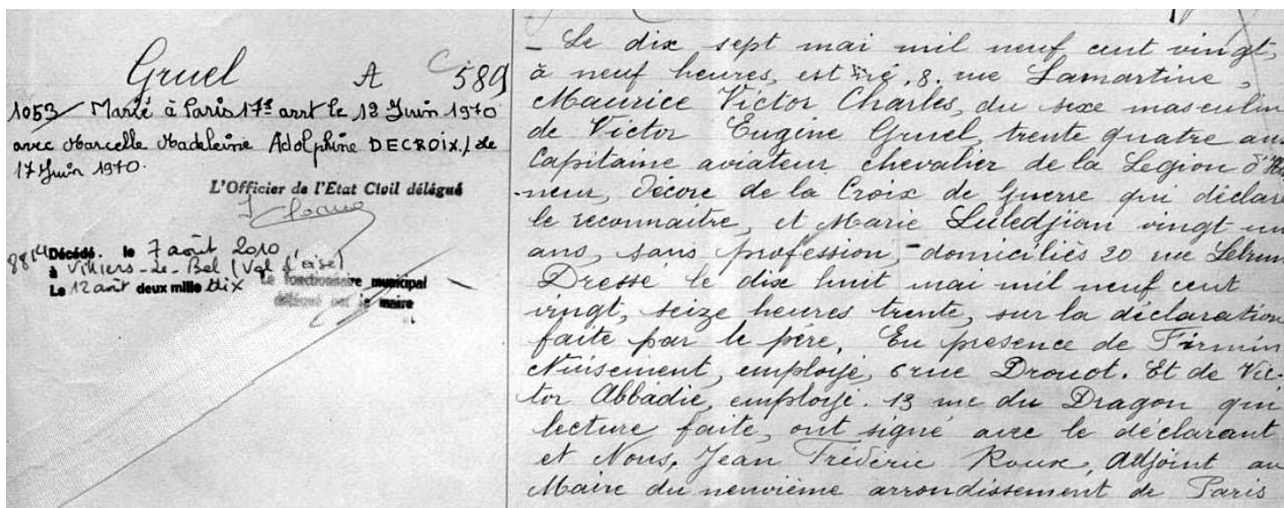 Gruel A 589
1053/ Marié à Paris 17e arrt le 12 Juin 1970
avec Marcelle Madeleine Adolphine DECROIX./. le
17 Juin 1970.
L'Officier de l'Etat Civil délégué
8814 Décédé. le 7 août 2010
à Villiers-le-Bel (Val d'oise)
Le 12 août deux mille dix Le fonctionnaire municipal
délégué par le maire
_ Le dix sept mai mil neuf cent vingt,
à neuf heures, est né. 8. rue Lamartine,
Maurice Victor Charles, du sexe masculin
de Victor Eugène Gruel, trente quatre ans
Capitaine aviateur chevalier de la Legion d'Hon
-neur, décoré de la Croix de Guerre qui déclare
le reconnaitre, et Marie Luledjian vingt un
ans, sans profession, - domiciliés 20 rue Lebrun
Dressé le dix huit mai mil neuf cent
vingt, seize heures trente, sur la déclaration
faite par le père. En présence de Firmin
Nuisement, employé, 6 rue Drouot. Et de Vic-
tor Abbadie, employé. 13 rue du Dragon qui
lecture faite, ont signé avec le déclarant
et Nous, Jean Frédéric Roux, Adjoint au
Maire du neuvième arrondissement de Paris